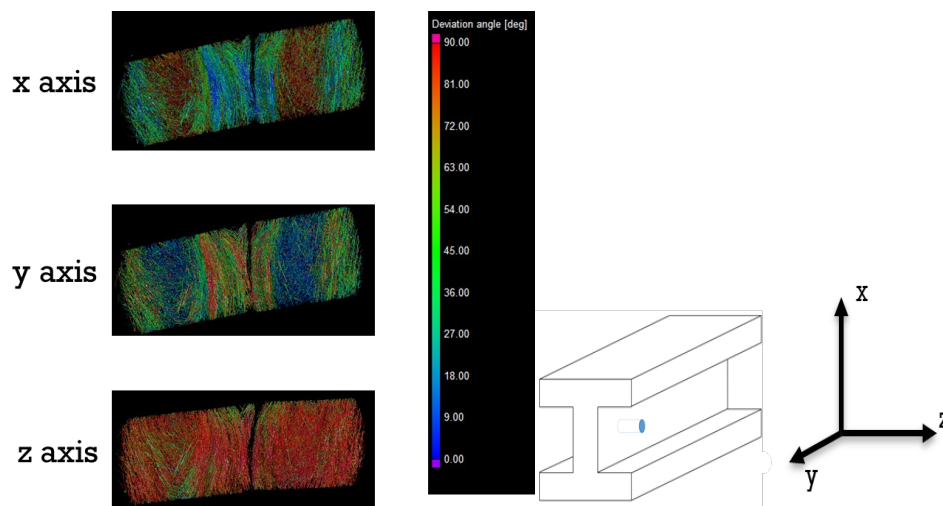 x axis
y axis
z axis
Deviation angle [deg]
90.00
81.00
72.00
63.00
54.00
45.00
36.00
27.00
18.00
9.00
0.00
x
z
y